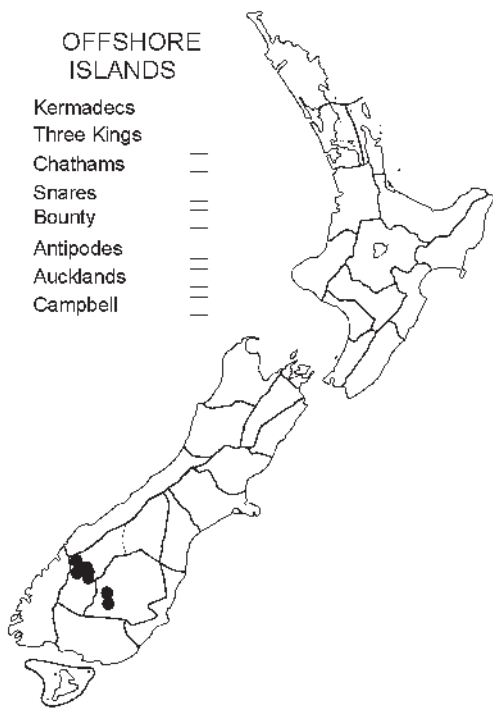 OFFSHORE
ISLANDS
Kermadecs
Three Kings
Chathams
Snares
Bounty
Antipodes
Aucklands
Campbell